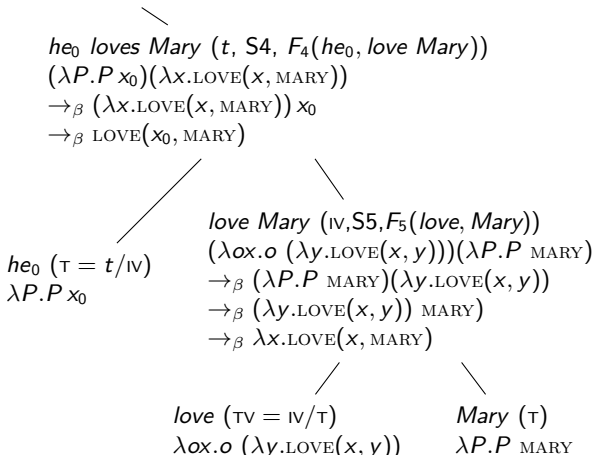 he₀ loves Mary (t, S4, F₄(he₀, love Mary))
(λP.P x₀)(λx.LOVE(x, MARY))
→β (λx.LOVE(x, MARY)) x₀
→β LOVE(x₀, MARY)
he₀ (T = t/IV)
λP.P x₀
love Mary (IV,S5,F₅(love, Mary))
(λox.o (λy.LOVE(x, y)))(λP.P MARY)
→β (λP.P MARY)(λy.LOVE(x, y))
→β (λy.LOVE(x, y)) MARY)
→β λx.LOVE(x, MARY)
love (TV = IV/T)
λox.o (λy.LOVE(x, y))
Mary (T)
λP.P MARY